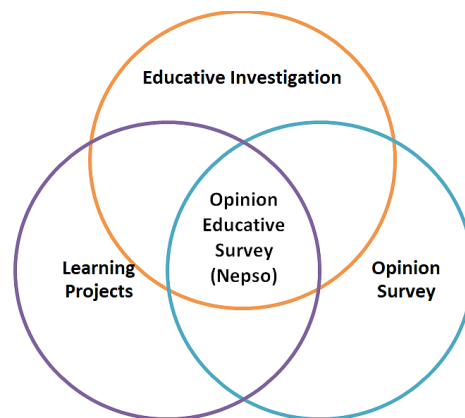 Educative Investigation
Opinion
Educative
Survey
(Nepso)
Learning
Projects
Opinion
Survey